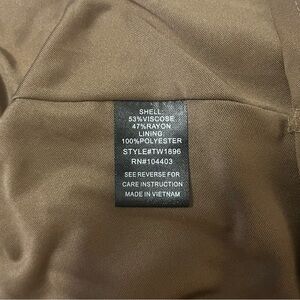 SHELL:
53%VISCOSE
47%RAYON
LINING:
100%POLYESTER
STYLE#TW1896
RN#104403
SEE REVERSE FOR
CARE INSTRUCTION
MADE IN VIETNAM